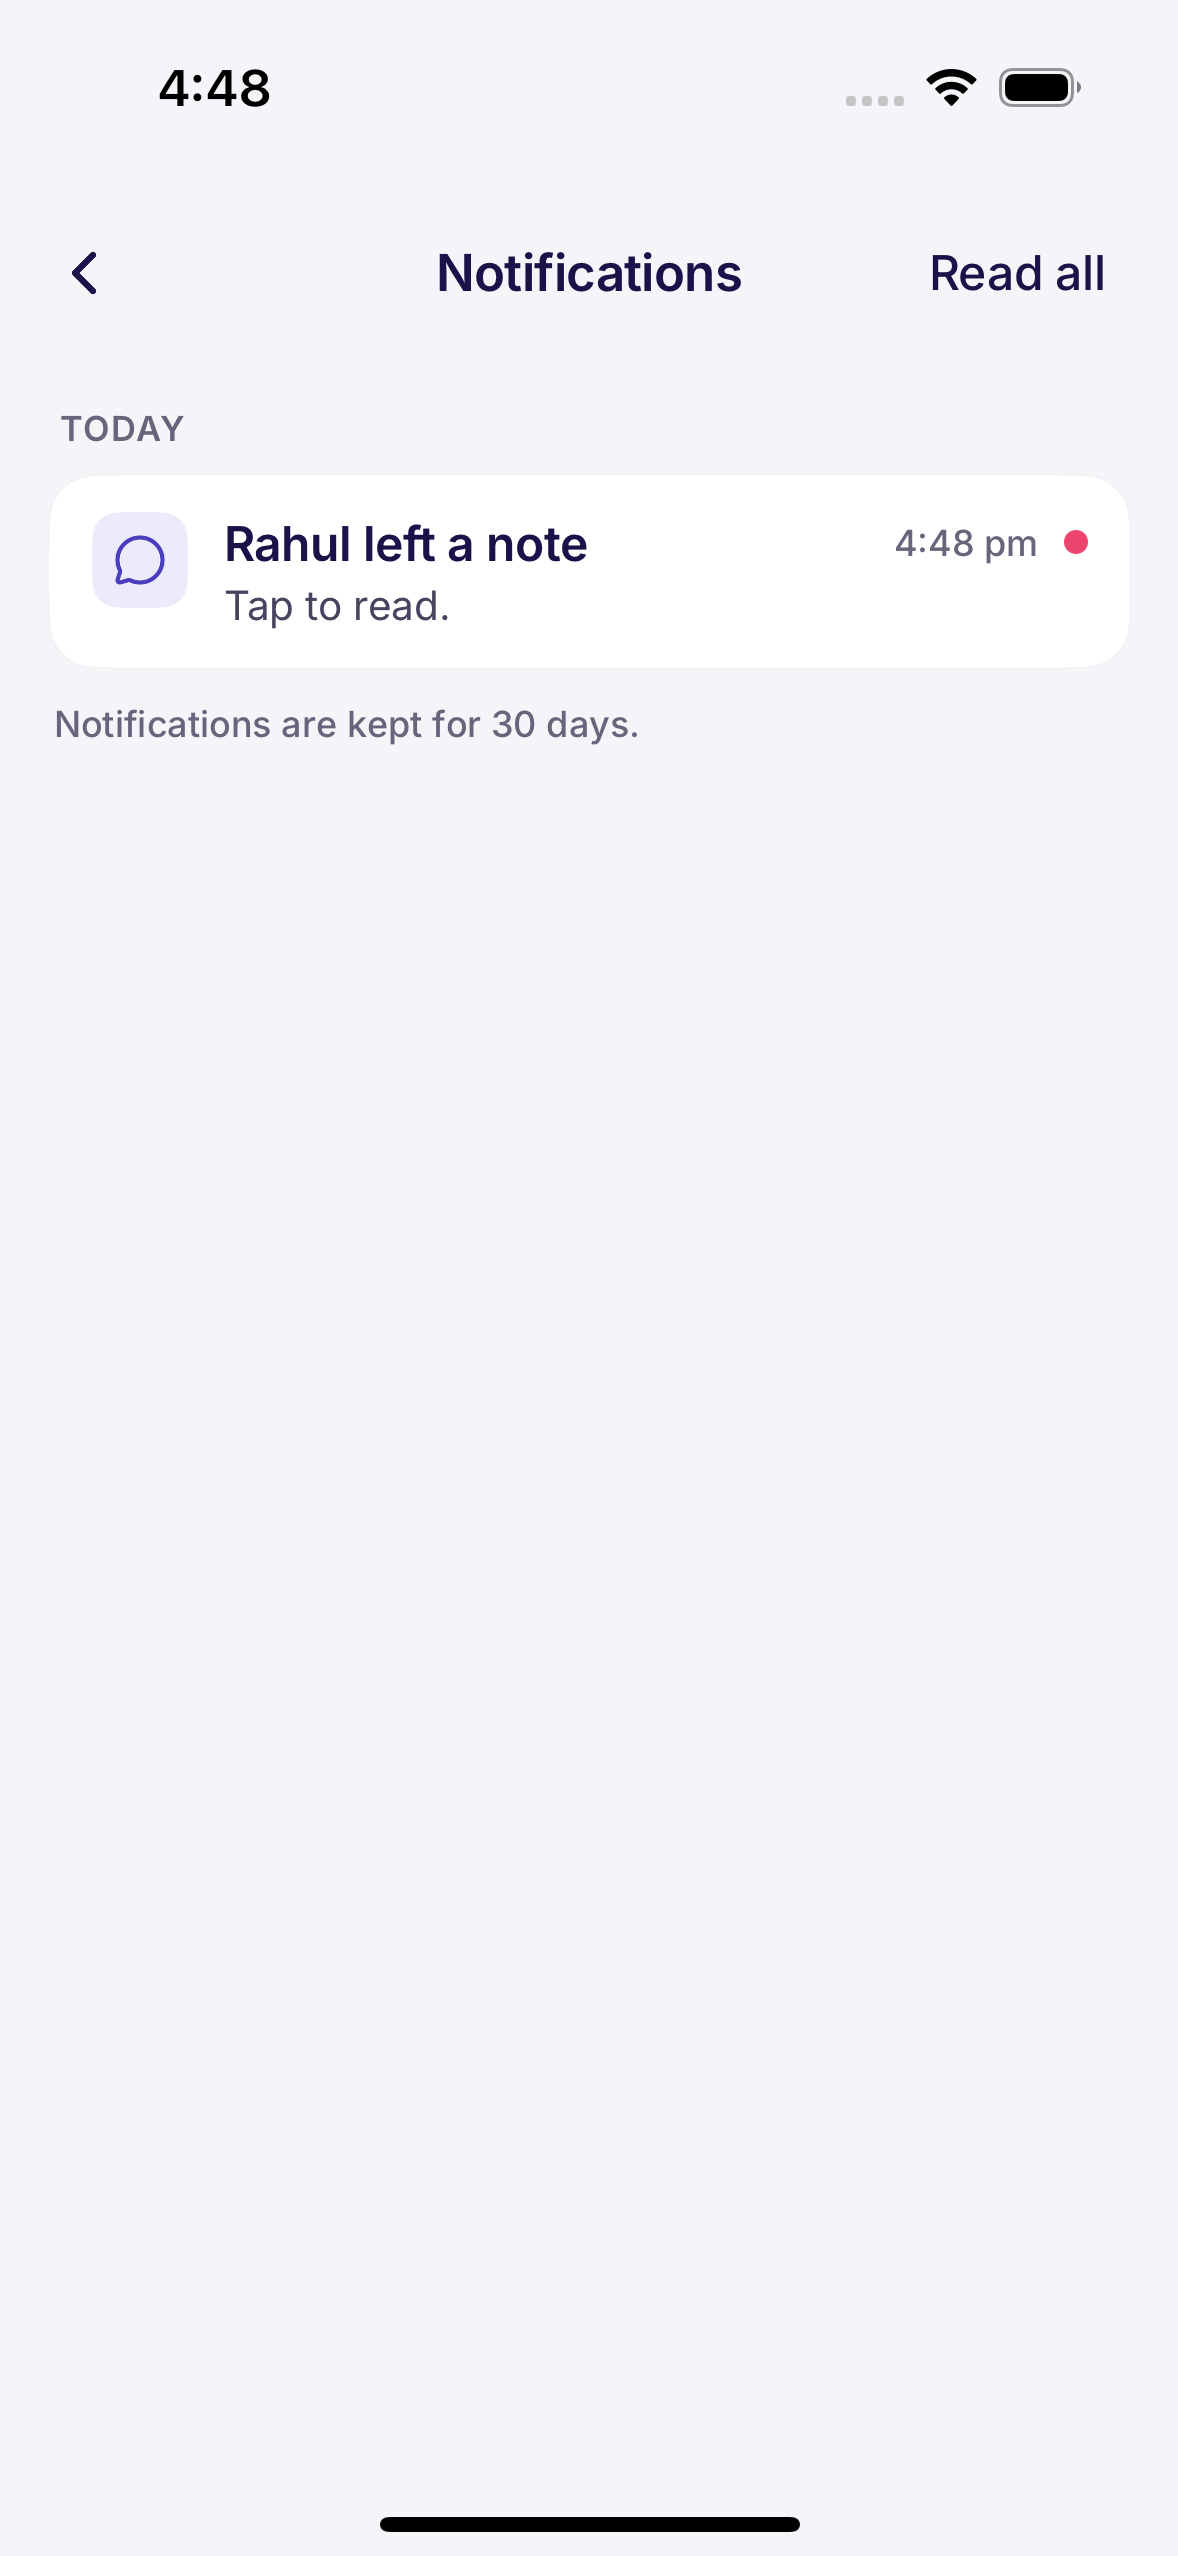 4:48
Notifications
Read all
TODAY
Rahul left a note
4:48 pm
Tap to read.
Notifications are kept for 30 days.